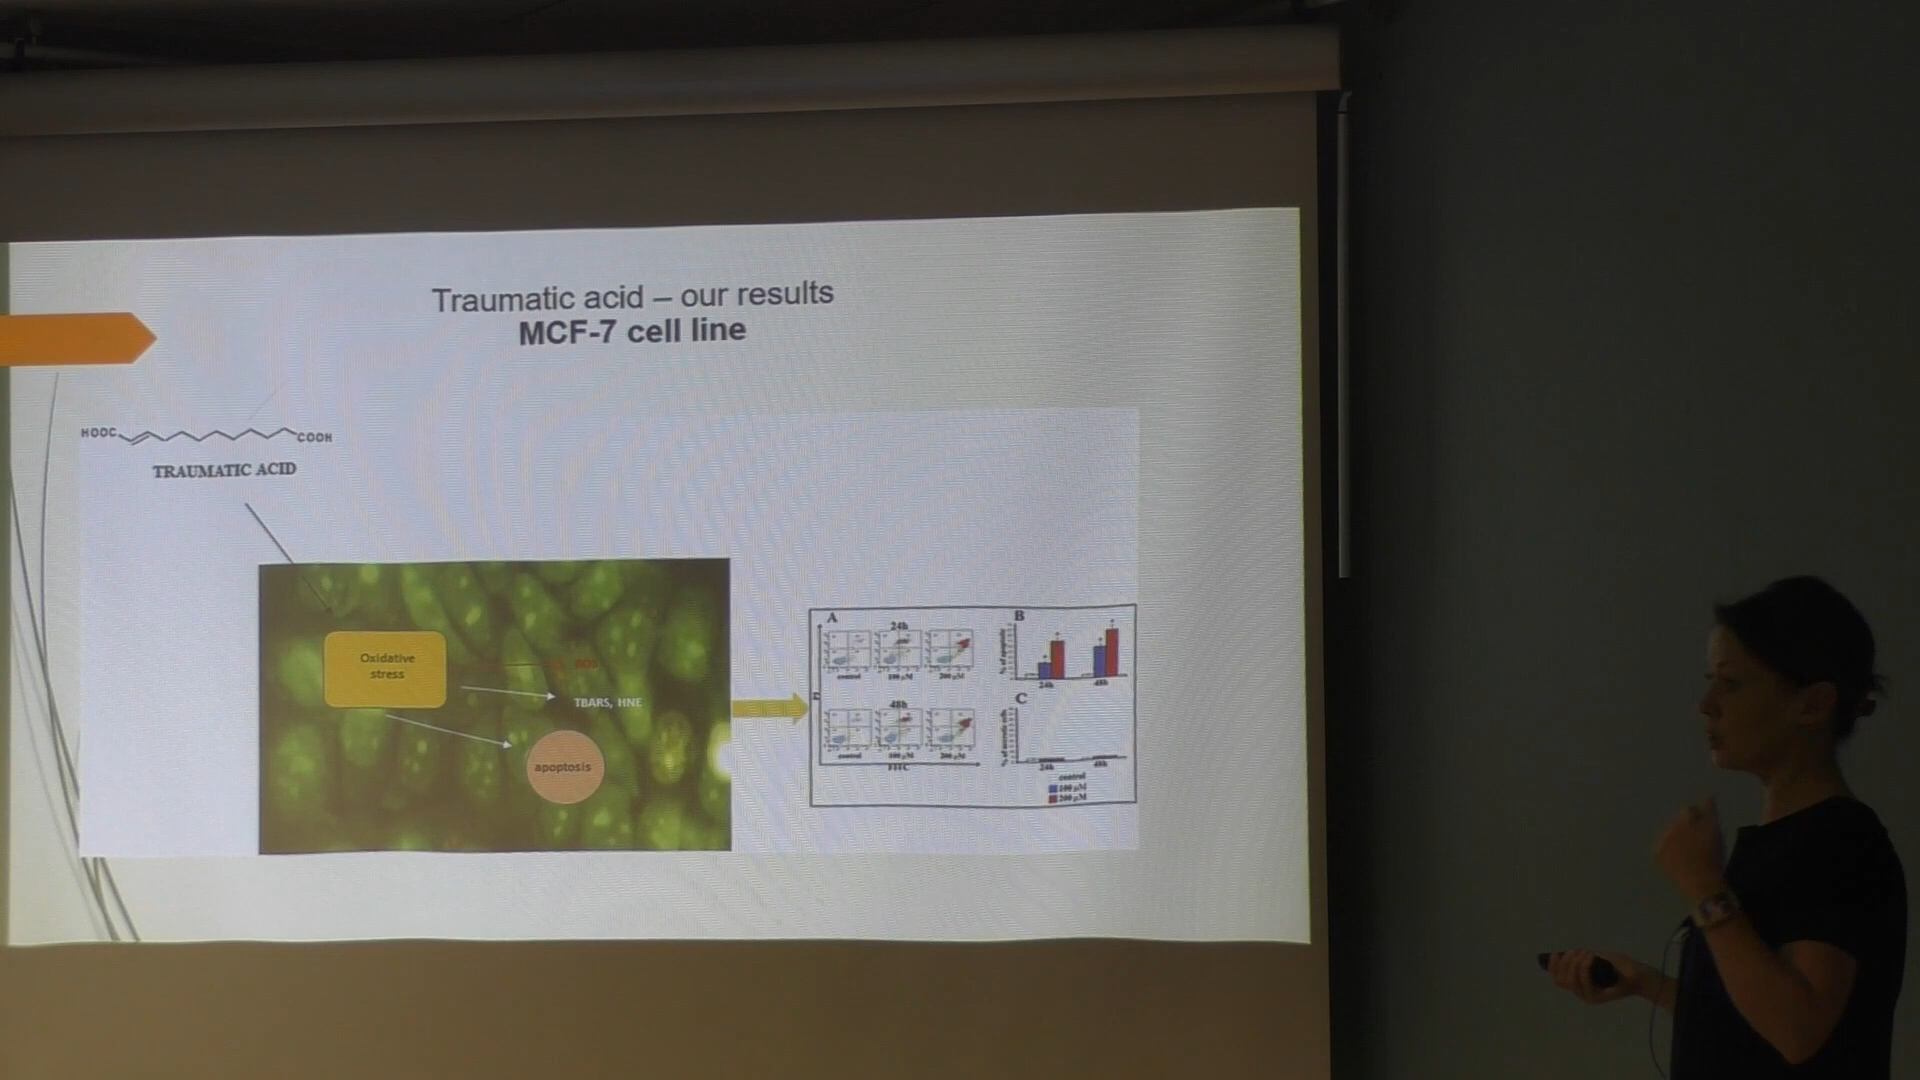 Traumatic acid – our results
MCF-7 cell line
HOOC
COOH
TRAUMATIC ACID
Oxidative
stress
ROS
TBARS, HNE
apoptosis
A
24h
control 100 µM 200 µM
48h
control 100 µM 200 µM
FITC
B
24h 48h
C
24h 48h
control
100 µM
200 µM